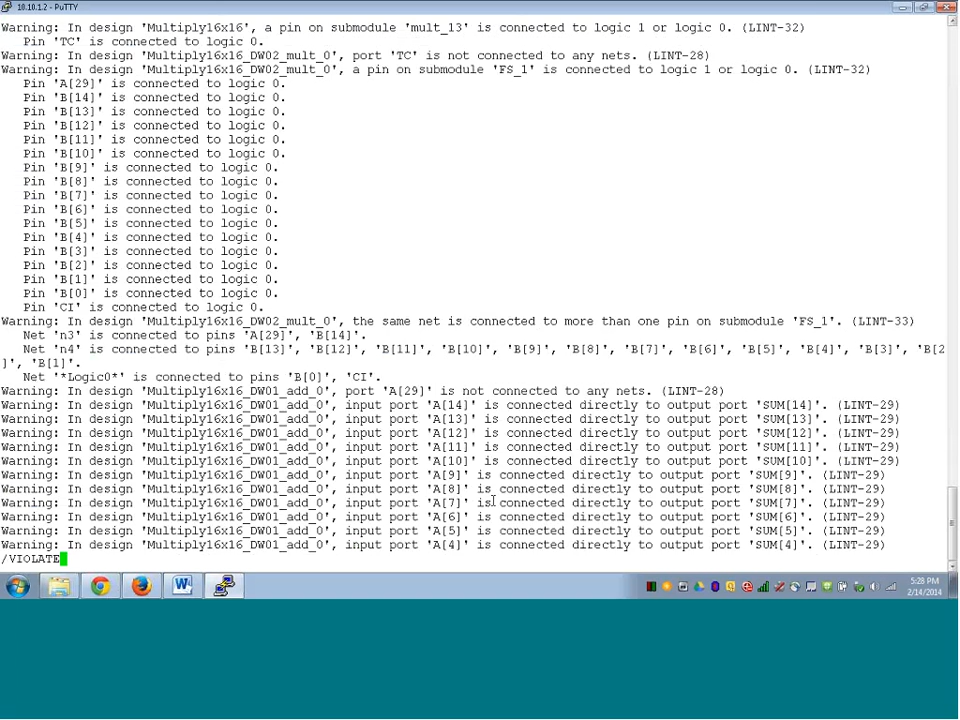 10.10.1.2 - PuTTY
Warning: In design 'Multiply16x16', a pin on submodule 'mult_13' is connected to logic 1 or logic 0. (LINT-32)
Pin 'TC' is connected to logic 0.
Warning: In design 'Multiply16x16_DW02_mult_0', port 'TC' is not connected to any nets. (LINT-28)
Warning: In design 'Multiply16x16_DW02_mult_0', a pin on submodule 'FS_1' is connected to logic 1 or logic 0. (LINT-32)
Pin 'A[29]' is connected to logic 0.
Pin 'B[14]' is connected to logic 0.
Pin 'B[13]' is connected to logic 0.
Pin 'B[12]' is connected to logic 0.
Pin 'B[11]' is connected to logic 0.
Pin 'B[10]' is connected to logic 0.
Pin 'B[9]' is connected to logic 0.
Pin 'B[8]' is connected to logic 0.
Pin 'B[7]' is connected to logic 0.
Pin 'B[6]' is connected to logic 0.
Pin 'B[5]' is connected to logic 0.
Pin 'B[4]' is connected to logic 0.
Pin 'B[3]' is connected to logic 0.
Pin 'B[2]' is connected to logic 0.
Pin 'B[1]' is connected to logic 0.
Pin 'B[0]' is connected to logic 0.
Pin 'CI' is connected to logic 0.
Warning: In design 'Multiply16x16_DW02_mult_0', the same net is connected to more than one pin on submodule 'FS_1'. (LINT-33)
Net 'n3' is connected to pins 'A[29]', 'B[14]'.
Net 'n4' is connected to pins 'B[13]', 'B[12]', 'B[11]', 'B[10]', 'B[9]', 'B[8]', 'B[7]', 'B[6]', 'B[5]', 'B[4]', 'B[3]', 'B[2
]', 'B[1]'.
Net '*Logic0*' is connected to pins 'B[0]', 'CI'.
Warning: In design 'Multiply16x16_DW01_add_0', port 'A[29]' is not connected to any nets. (LINT-28)
Warning: In design 'Multiply16x16_DW01_add_0', input port 'A[14]' is connected directly to output port 'SUM[14]'. (LINT-29)
Warning: In design 'Multiply16x16_DW01_add_0', input port 'A[13]' is connected directly to output port 'SUM[13]'. (LINT-29)
Warning: In design 'Multiply16x16_DW01_add_0', input port 'A[12]' is connected directly to output port 'SUM[12]'. (LINT-29)
Warning: In design 'Multiply16x16_DW01_add_0', input port 'A[11]' is connected directly to output port 'SUM[11]'. (LINT-29)
Warning: In design 'Multiply16x16_DW01_add_0', input port 'A[10]' is connected directly to output port 'SUM[10]'. (LINT-29)
Warning: In design 'Multiply16x16_DW01_add_0', input port 'A[9]' is connected directly to output port 'SUM[9]'. (LINT-29)
Warning: In design 'Multiply16x16_DW01_add_0', input port 'A[8]' is connected directly to output port 'SUM[8]'. (LINT-29)
Warning: In design 'Multiply16x16_DW01_add_0', input port 'A[7]' is connected directly to output port 'SUM[7]'. (LINT-29)
Warning: In design 'Multiply16x16_DW01_add_0', input port 'A[6]' is connected directly to output port 'SUM[6]'. (LINT-29)
Warning: In design 'Multiply16x16_DW01_add_0', input port 'A[5]' is connected directly to output port 'SUM[5]'. (LINT-29)
Warning: In design 'Multiply16x16_DW01_add_0', input port 'A[4]' is connected directly to output port 'SUM[4]'. (LINT-29)
/VIOLATE
5:28 PM
2/14/2014